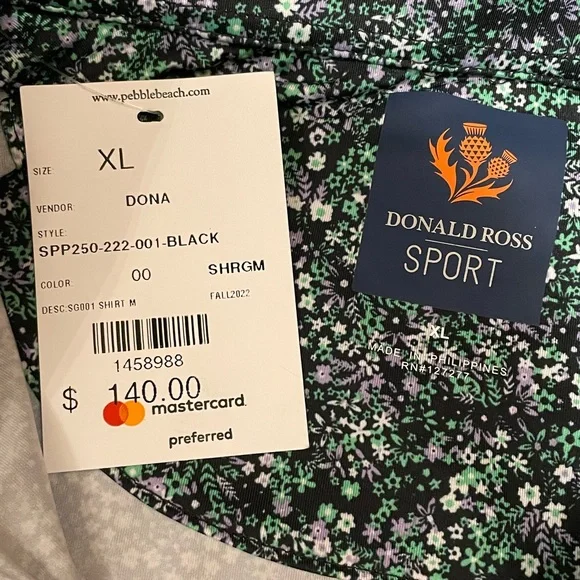 www.pebblebeach.com
SIZE: XL
VENDOR: DONA
STYLE:
SPP250-222-001-BLACK
COLOR: 00 SHRGM
DESC:SG001 SHIRT M FALL2022
1458988
$ 140.00
mastercard.
preferred
DONALD ROSS
SPORT
XL
MADE IN PHILIPPINES